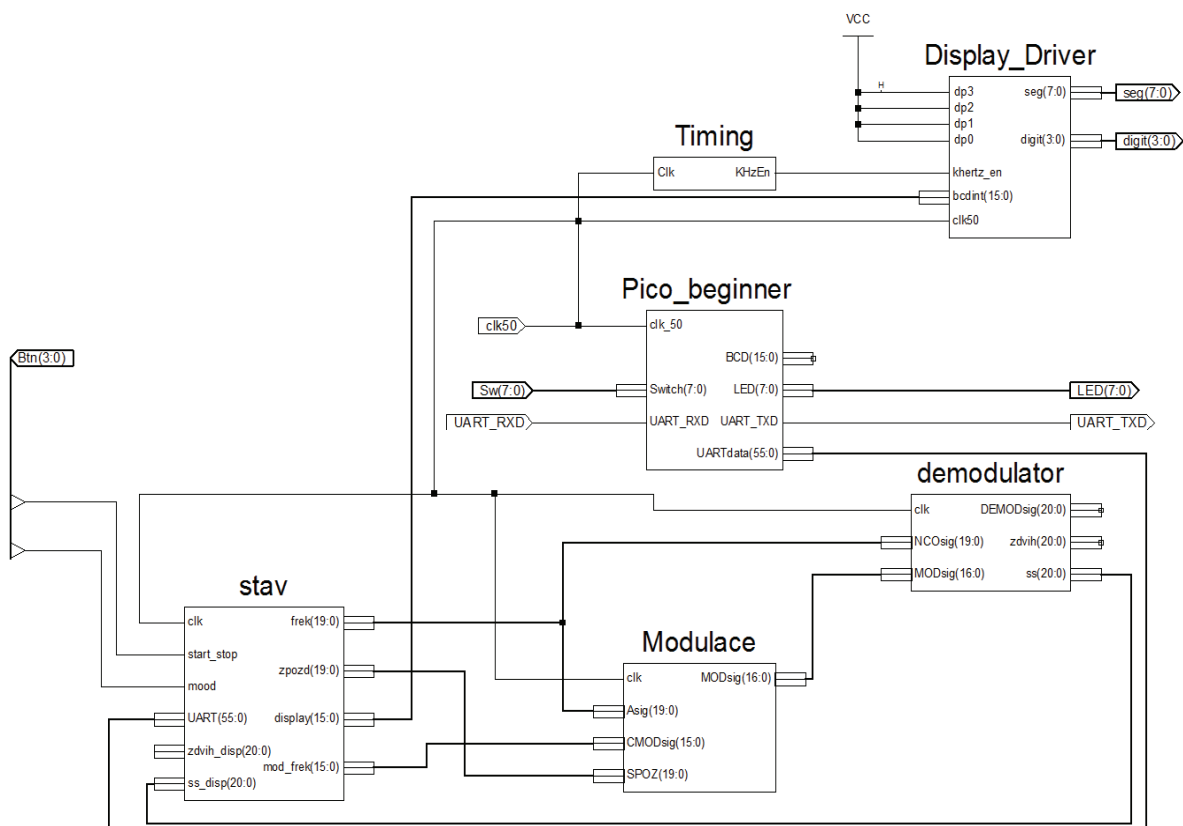 VCC
Display_Driver
H
dp3
seg(7:0)
seg(7:0)
dp2
dp1
dp0
digit(3:0)
digit(3:0)
khertz_en
bcdint(15:0)
clk50
Timing
Clk
KHzEn
Pico_beginner
clk50
clk_50
BCD(15:0)
Sw(7:0)
Switch(7:0)
LED(7:0)
LED(7:0)
UART_RXD
UART_RXD
UART_TXD
UART_TXD
UARTdata(55:0)
Btn(3:0)
demodulator
clk
DEMODsig(20:0)
NCOsig(19:0)
zdvih(20:0)
MODsig(16:0)
ss(20:0)
stav
clk
frek(19:0)
start_stop
zpozd(19:0)
mood
UART(55:0)
display(15:0)
zdvih_disp(20:0)
mod_frek(15:0)
ss_disp(20:0)
Modulace
clk
MODsig(16:0)
Asig(19:0)
CMODsig(15:0)
SPOZ(19:0)